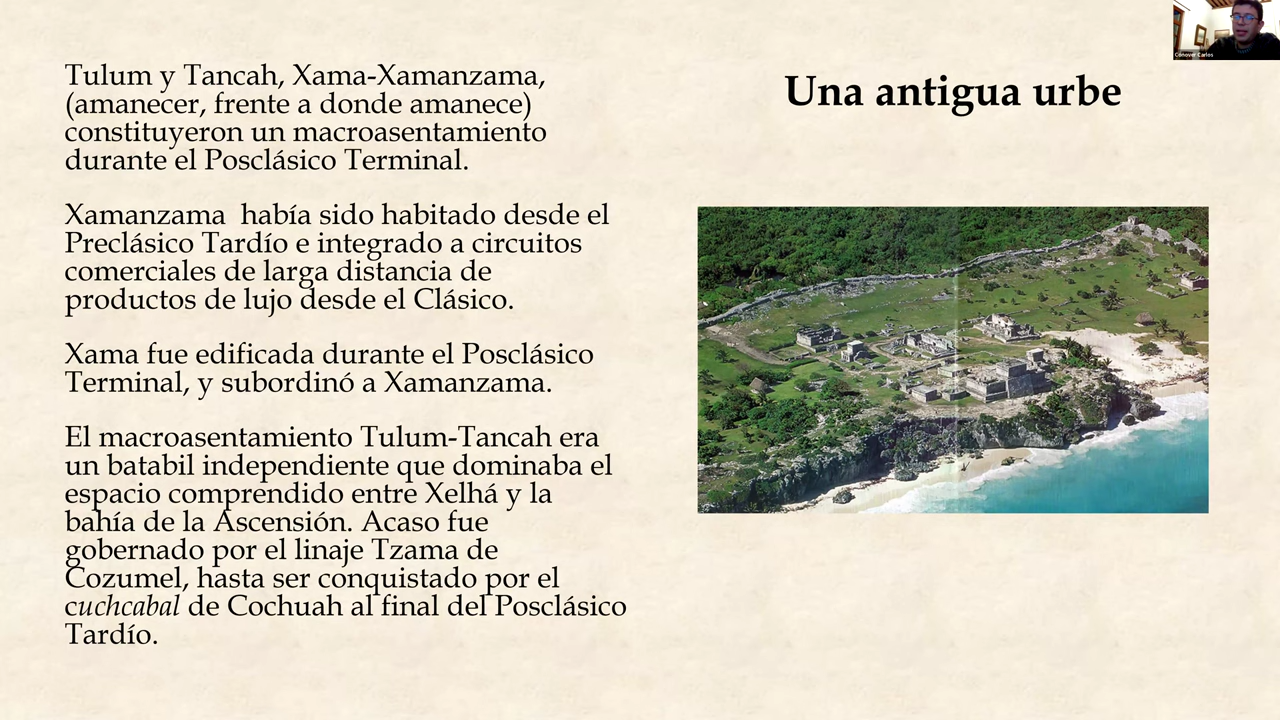 Tulum y Tancah, Xama-Xamanzama,
(amanecer, frente a donde amanece)
constituyeron un macroasentamiento
durante el Posclásico Terminal.
Xamanzama había sido habitado desde el
Preclásico Tardío e integrado a circuitos
comerciales de larga distancia de
productos de lujo desde el Clásico.
Xama fue edificada durante el Posclásico
Terminal, y subordinó a Xamanzama.
El macroasentamiento Tulum-Tancah era
un batabil independiente que dominaba el
espacio comprendido entre Xelhá y la
bahía de la Ascensión. Acaso fue
gobernado por el linaje Tzama de
Cozumel, hasta ser conquistado por el
cuchcabal de Cochuah al final del Posclásico
Tardío.
Una antigua urbe
Conover Carlos